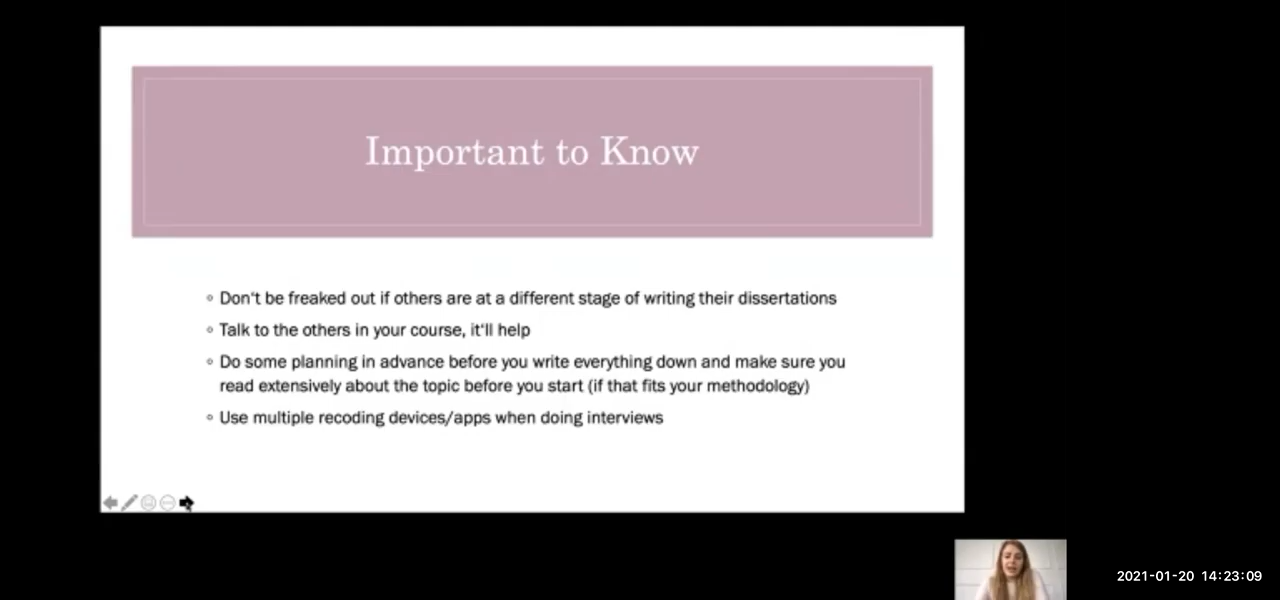 Important to Know
Don't be freaked out if others are at a different stage of writing their dissertations
Talk to the others in your course, it'll help
Do some planning in advance before you write everything down and make sure you
read extensively about the topic before you start (if that fits your methodology)
Use multiple recoding devices/apps when doing interviews
2021-01-20 14:23:09